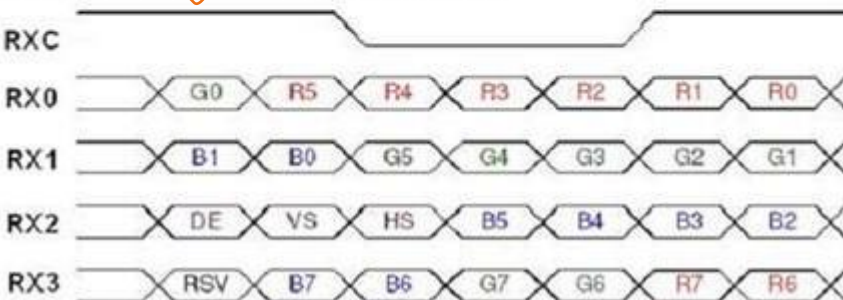 RXC
RX0 G0 R5 R4 R3 R2 R1 R0
RX1 B1 B0 G5 G4 G3 G2 G1
RX2 DE VS HS B5 B4 B3 B2
RX3 RSV B7 B6 G7 G6 R7 R6